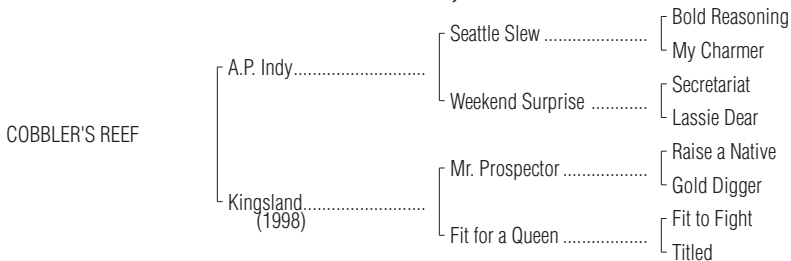 COBBLER'S REEF
A.P. Indy..........................
Kingsland........................
(1998)
Seattle Slew .....................
Weekend Surprise ............
Mr. Prospector .................
Fit for a Queen .................
Bold Reasoning
My Charmer
Secretariat
Lassie Dear
Raise a Native
Gold Digger
Fit to Fight
Titled